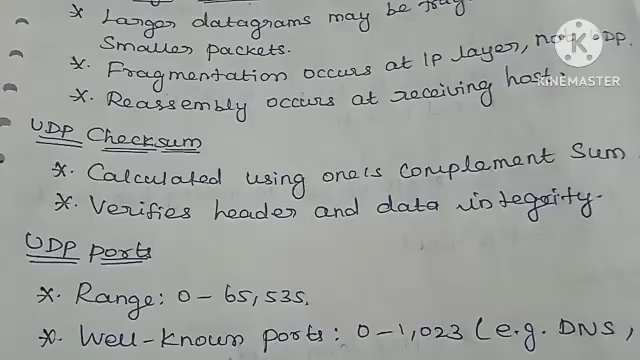 * Larger datagrams may be
Smaller packets.
* Fragmentation occurs at IP layer, not UDP.
* Reassembly occurs at receiving host.
KINEMASTER
UDP Checksum
* Calculated using one's complement Sum.
* Verifies header and data integrity.
UDP ports
* Range: 0 - 65,535.
* Well-known ports: 0-1,023 (e.g. DNS,